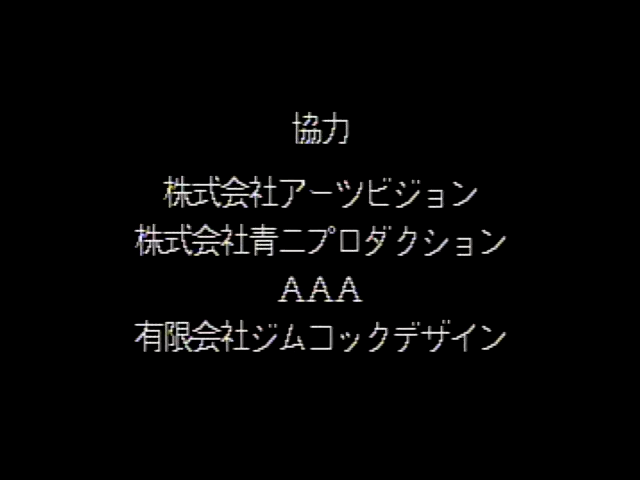 協力
株式会社アーツビジョン
株式会社青二プロダクション
AAA
有限会社ジムコックデザイン